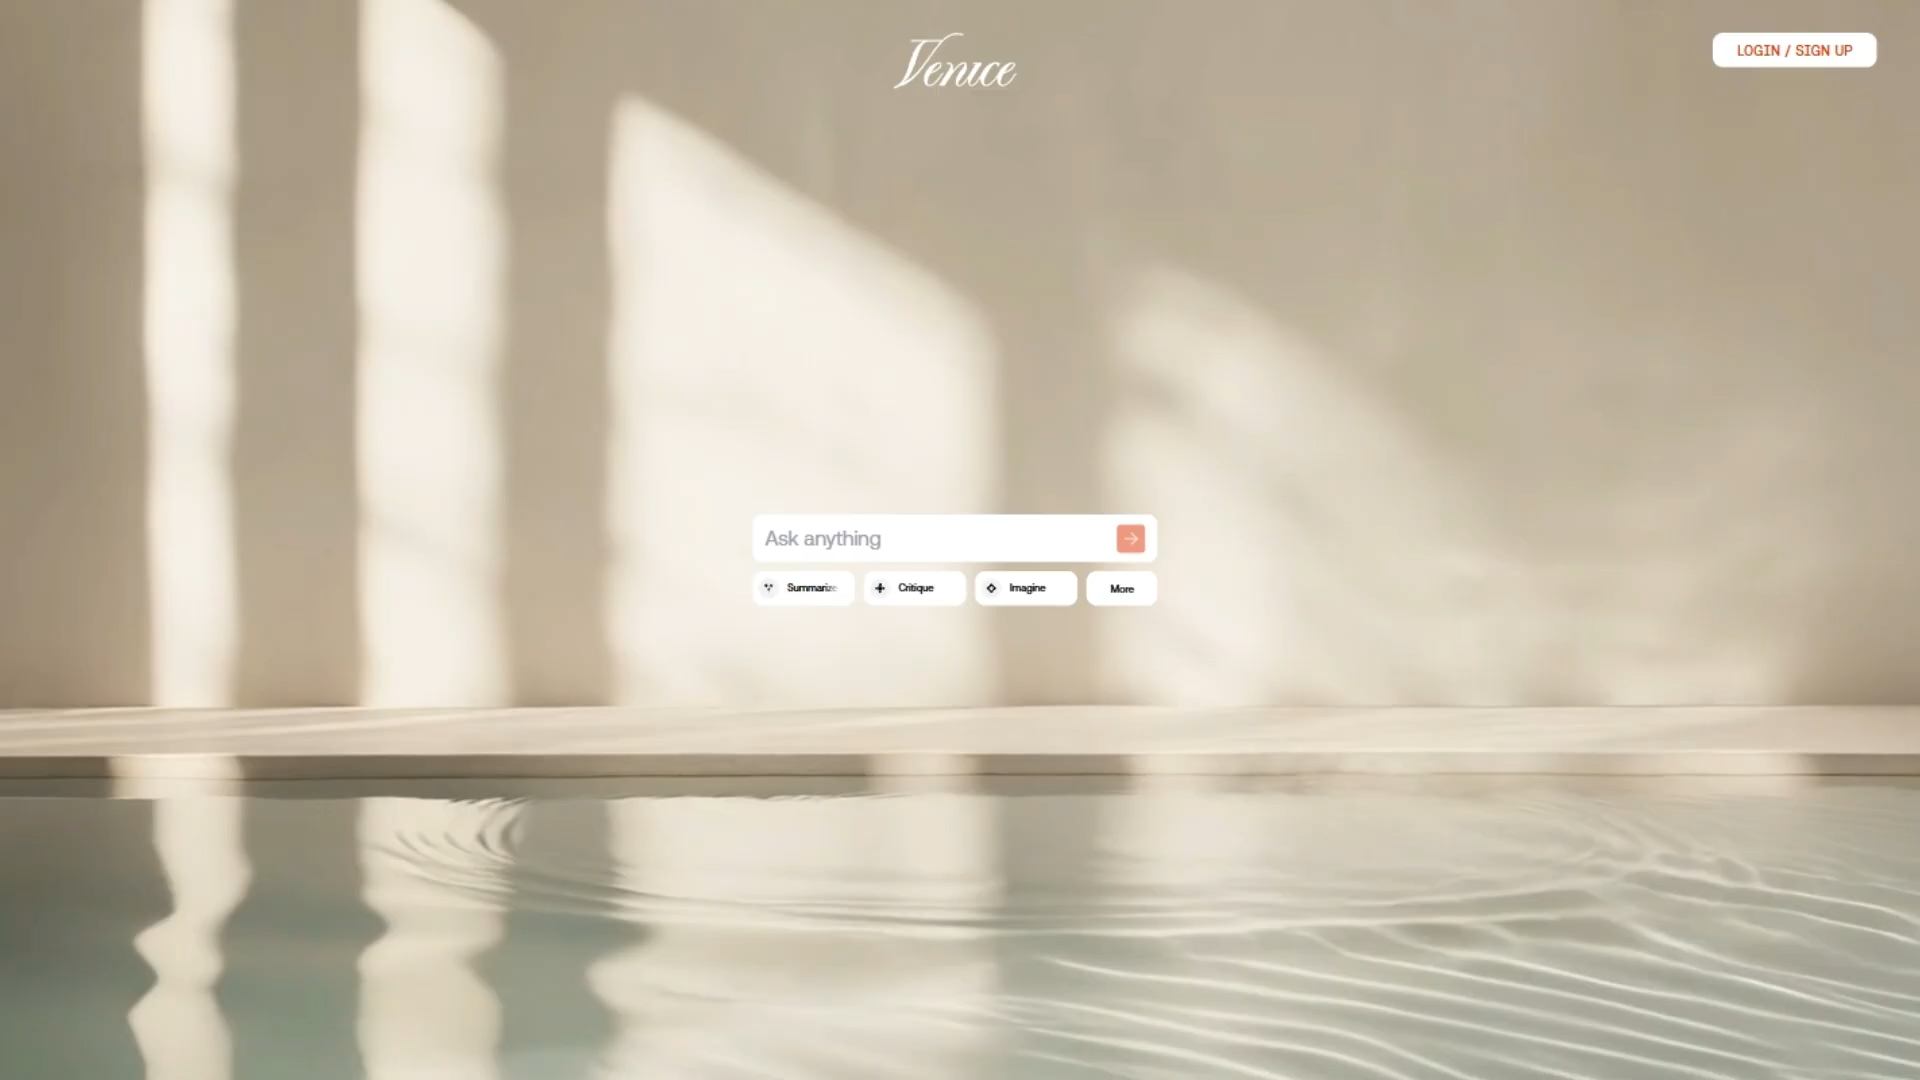 Venice
LOGIN / SIGN UP
Ask anything
Summarize
Critique
Imagine
More